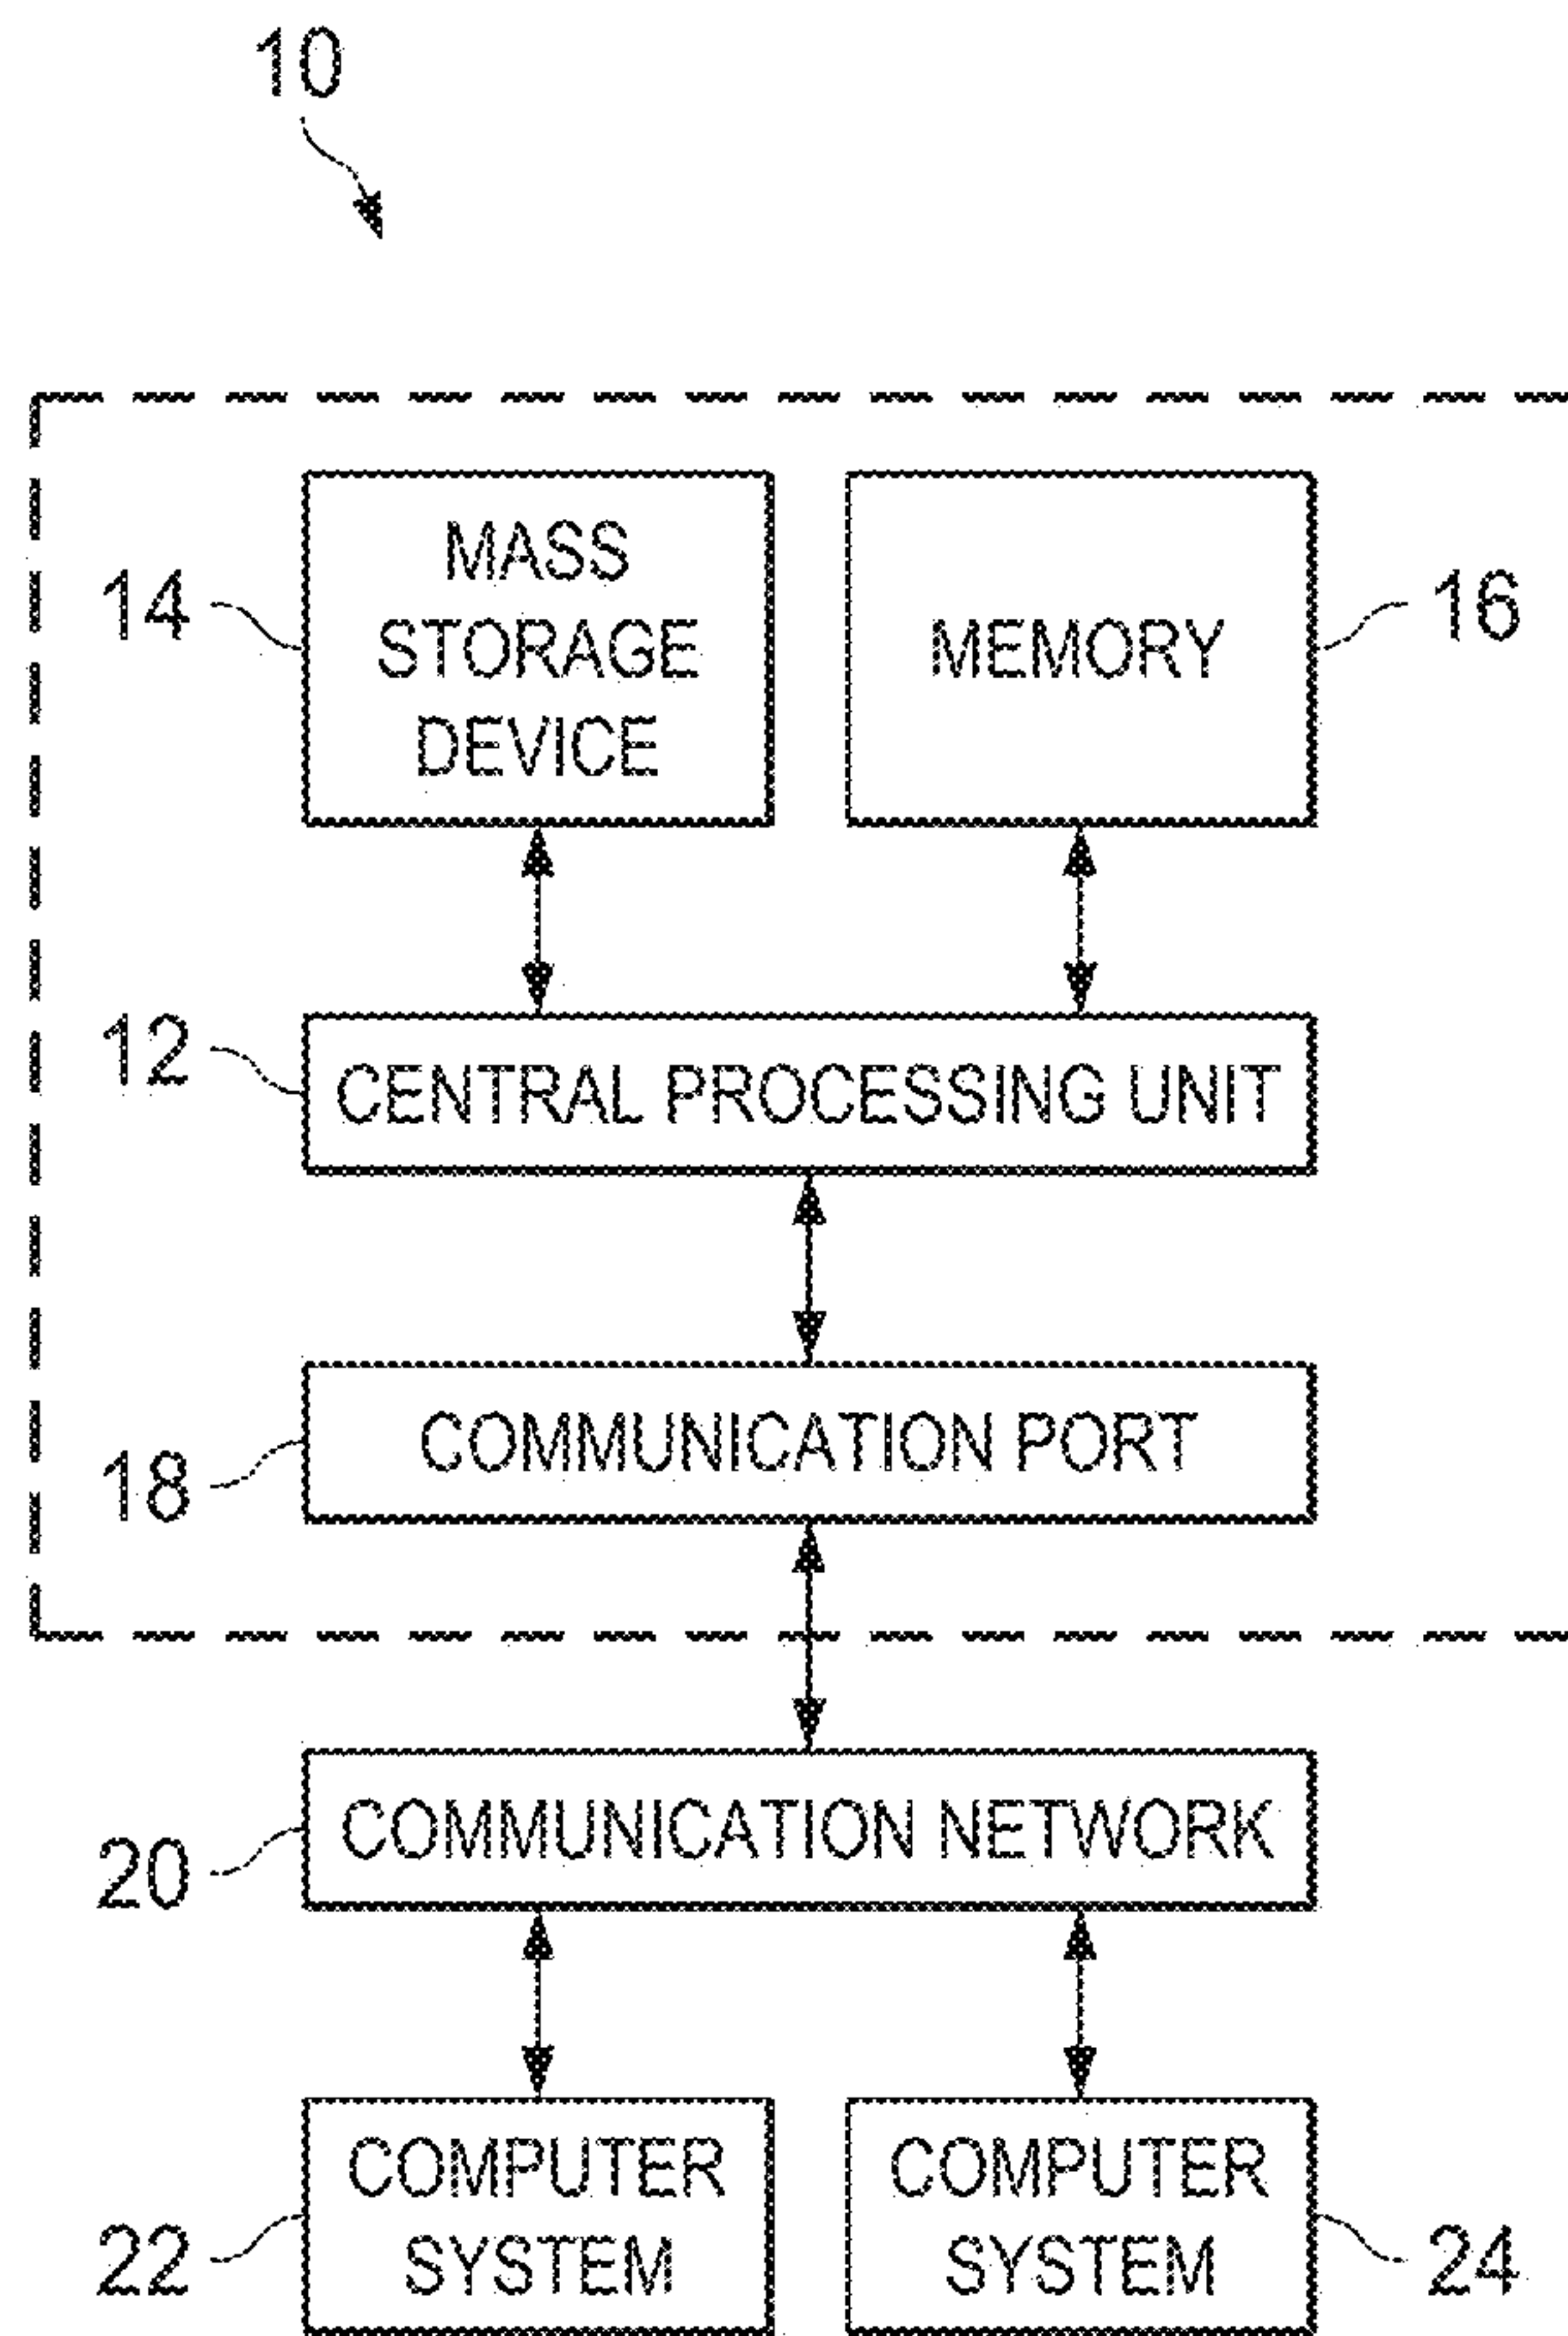 10
MASS
STORAGE
DEVICE
14
MEMORY
16
12
CENTRAL PROCESSING UNIT
18
COMMUNICATION PORT
20
COMMUNICATION NETWORK
COMPUTER
SYSTEM
22
COMPUTER
SYSTEM
24